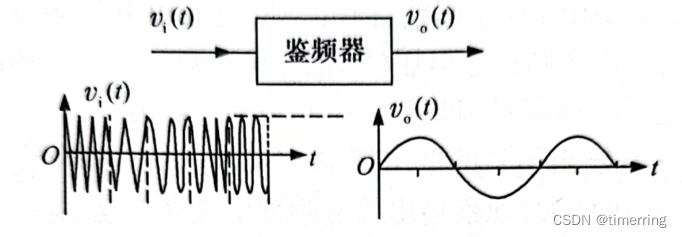 v_i(t)
鉴频器
v_o(t)
v_i(t)
O
t
v_o(t)
O
t
CSDN @timerring